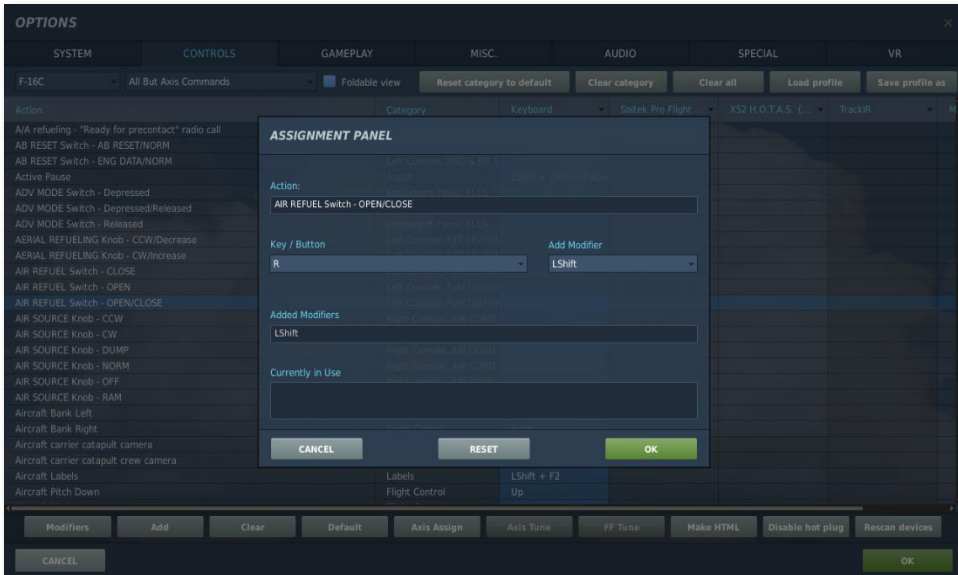 OPTIONS
SYSTEM CONTROLS GAMEPLAY MISC. AUDIO SPECIAL VR
F-16C All But Axis Commands Foldable view Reset category to default Clear category Clear all Load profile Save profile as
Action Category Keyboard Saitek Pro Flight ... X52 H.O.T.A.S. {... TrackIR M
A/A refueling - "Ready for precontact" radio call
AB RESET Switch - AB RESET/NORM
AB RESET Switch - ENG DATA/NORM
Active Pause
ADV MODE Switch - Depressed
ADV MODE Switch - Depressed/Released
ADV MODE Switch - Released
AERIAL REFUELING Knob - CCW/Decrease
AERIAL REFUELING Knob - CW/Increase
AIR REFUEL Switch - CLOSE
AIR REFUEL Switch - OPEN
AIR REFUEL Switch - OPEN/CLOSE
AIR SOURCE Knob - CCW
AIR SOURCE Knob - CW
AIR SOURCE Knob - DUMP
AIR SOURCE Knob - NORM
AIR SOURCE Knob - OFF
AIR SOURCE Knob - RAM
Aircraft Bank Left
Aircraft Bank Right
Aircraft carrier catapult camera
Aircraft carrier catapult crew camera
Aircraft Labels Labels LShift + F2
Aircraft Pitch Down Flight Control Up
ASSIGNMENT PANEL
Action:
AIR REFUEL Switch - OPEN/CLOSE
Key / Button Add Modifier
R LShift
Added Modifiers
LShift
Currently in Use
CANCEL RESET OK
Modifiers Add Clear Default Axis Assign Axis Tune FF Tune Make HTML Disable hot plug Rescan devices
CANCEL OK